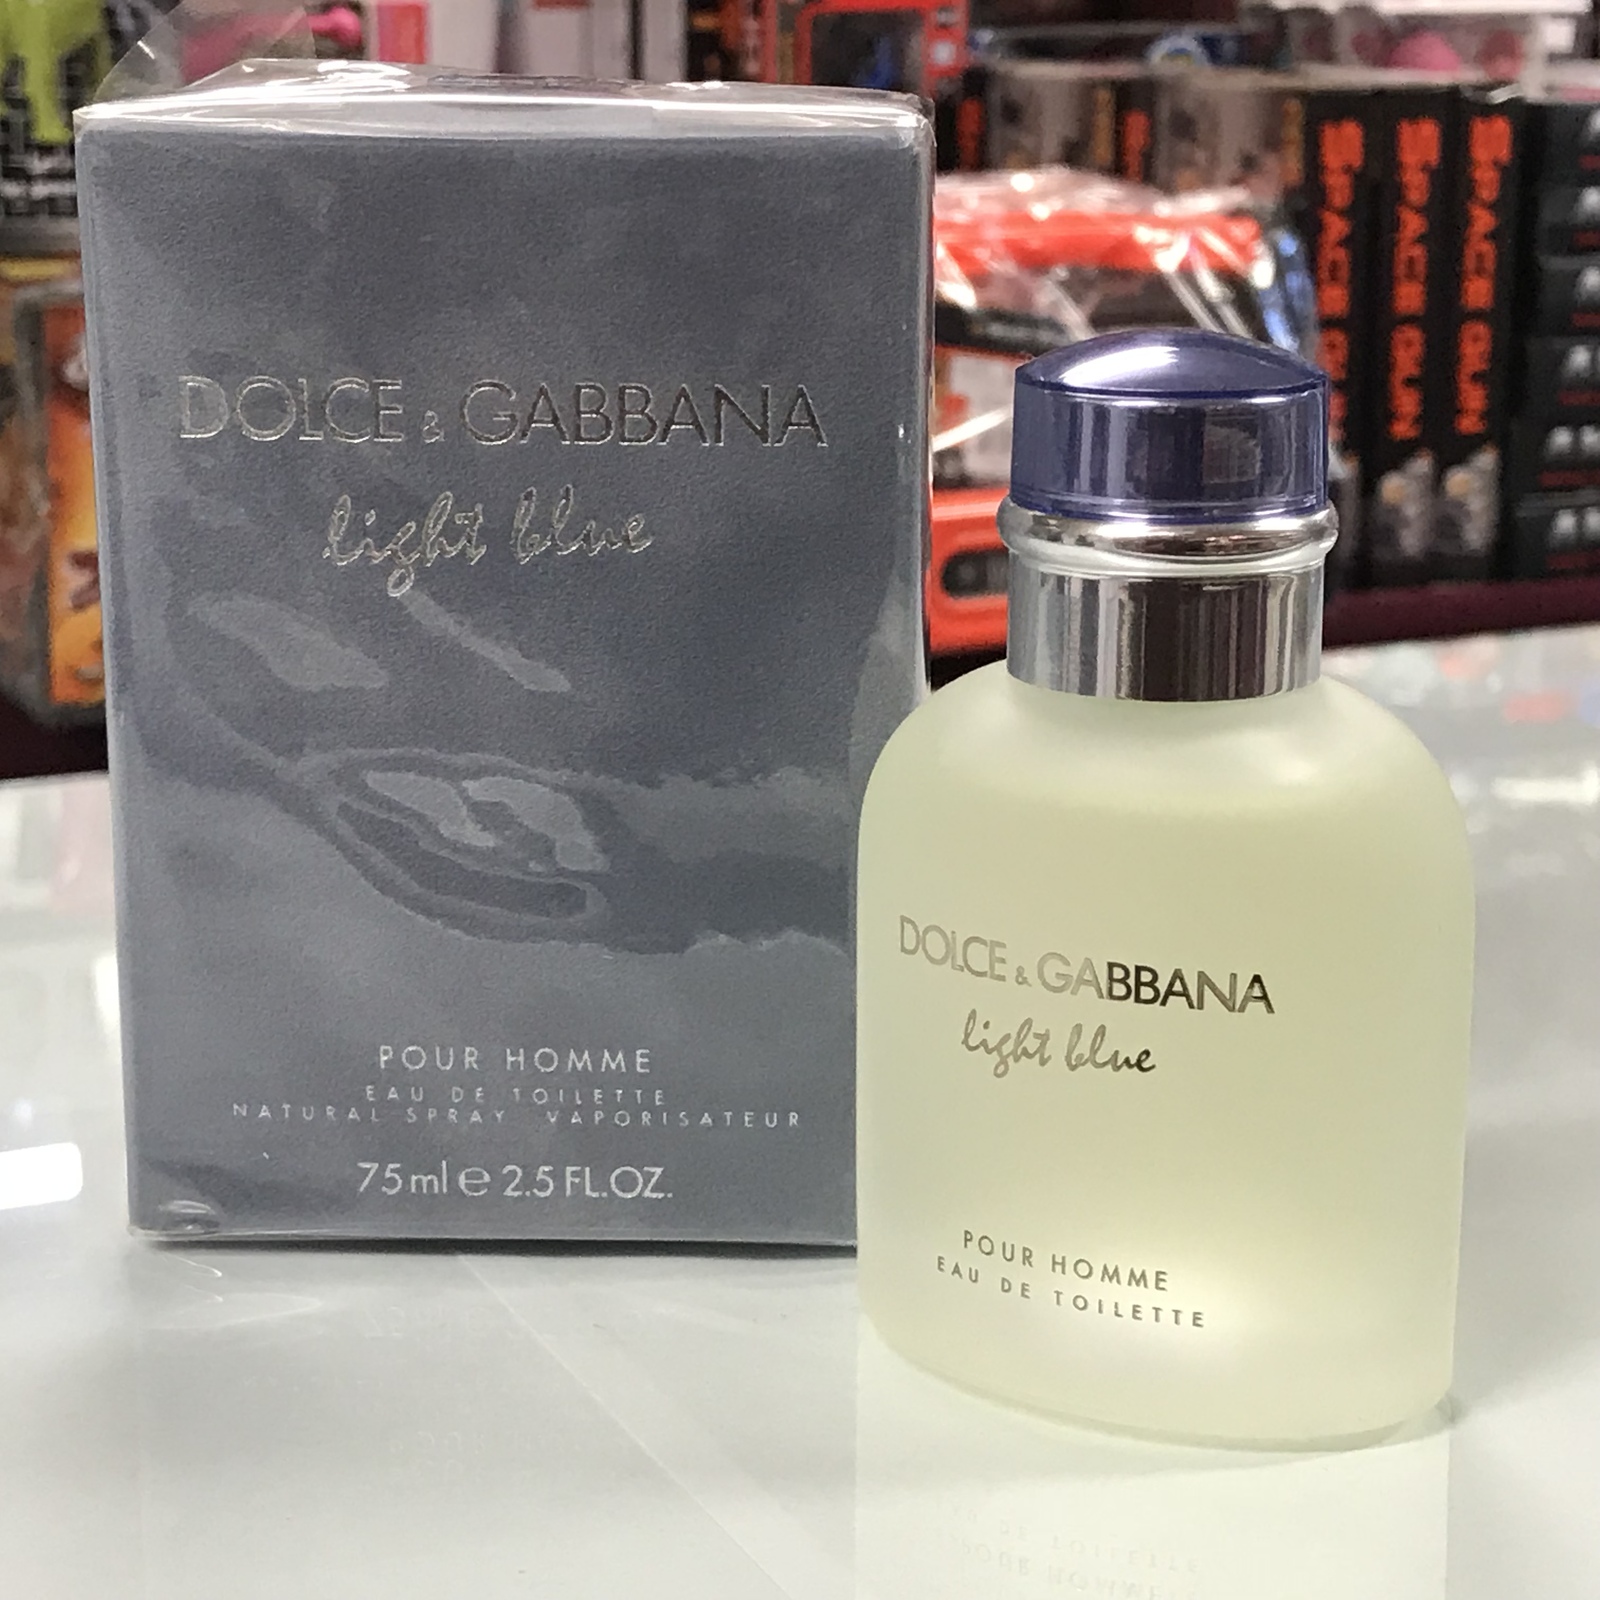 DOLCE & GABBANA
light blue
POUR HOMME
EAU DE TOILETTE
NATURAL SPRAY VAPORISATEUR
75ml e 2.5 FL.OZ.
DOLCE & GABBANA
light blue
POUR HOMME
EAU DE TOILETTE
SPACE GUN
SPACE GUN
SPACE GUN